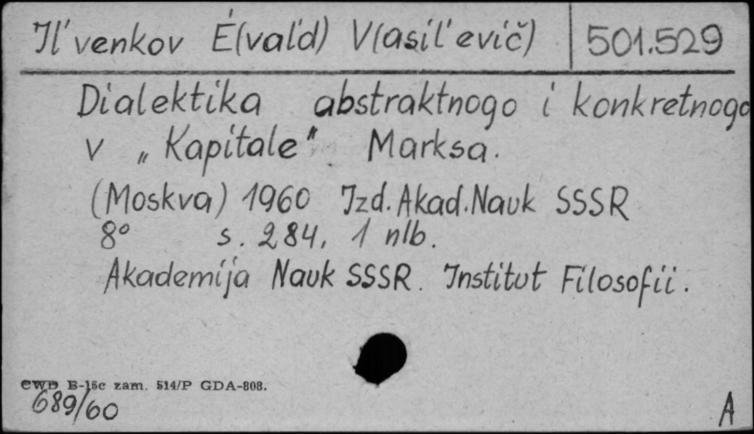 Il'venkov É(val'd) V(asil'evič) 501.529
Dialektika abstraktnogo i konkretnogo
v „Kapitale" Marksa.
(Moskva) 1960 Izd. Akad. Nauk SSSR
8° s. 284, 1 nlb.
Akademija Nauk SSSR. Institut Filosofii.
CWD B-15c zam. 514/P GDA-808.
689/60
A